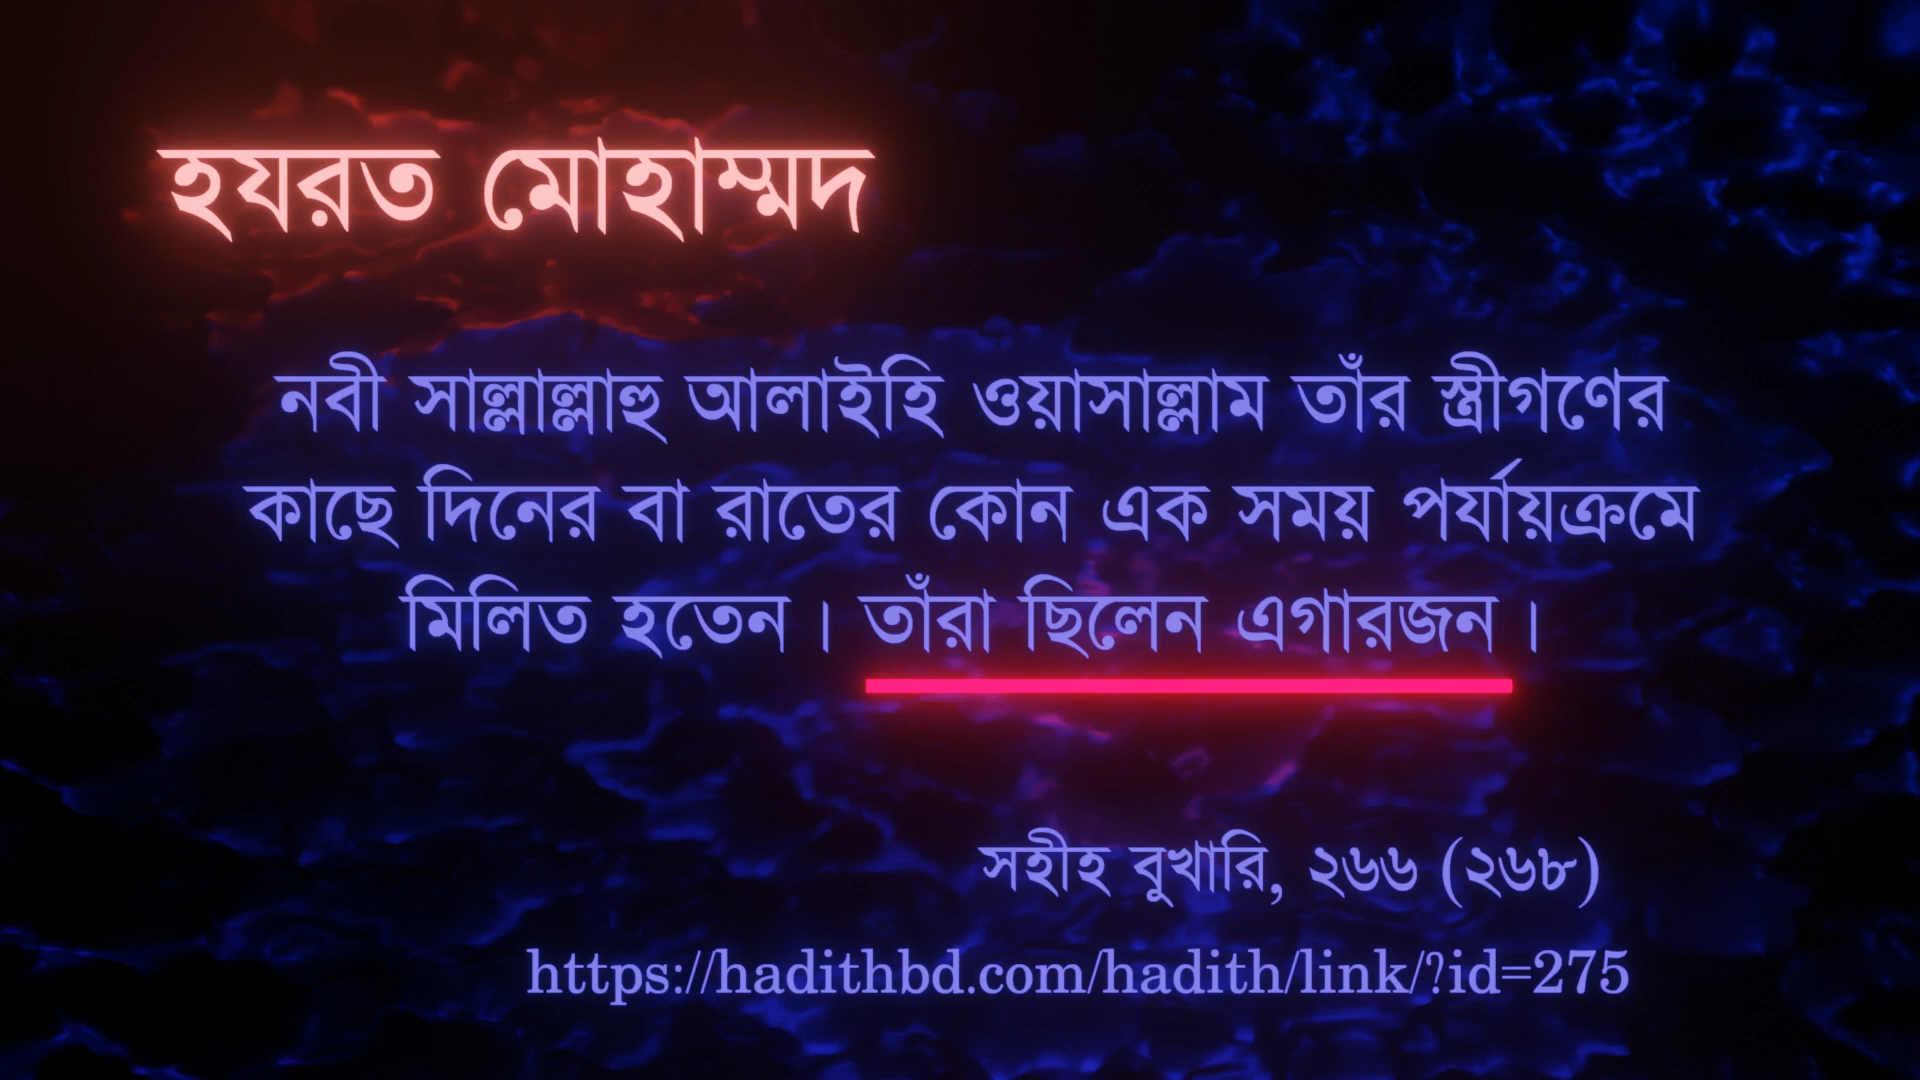 হযরত মোহাম্মদ
নবী সাল্লাল্লাহু আলাইহি ওয়াসাল্লাম তাঁর স্ত্রীগণের
কাছে দিনের বা রাতের কোন এক সময় পর্যায়ক্রমে
মিলিত হতেন। তাঁরা ছিলেন এগারজন।
সহীহ বুখারি, ২৬৬ (২৬৮)
https://hadithbd.com/hadith/link/?id=275